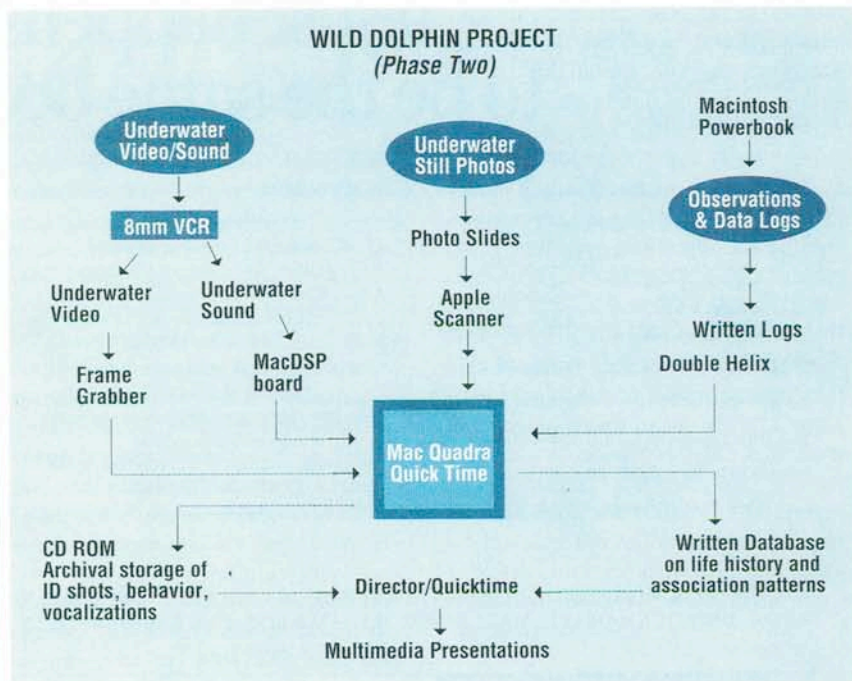 WILD DOLPHIN PROJECT
(Phase Two)
Underwater
Video/Sound
8mm VCR
Underwater
Video
Underwater
Sound
Frame
Grabber
MacDSP
board
Underwater
Still Photos
Photo Slides
Apple
Scanner
Macintosh
Powerbook
Observations
& Data Logs
Written Logs
Double Helix
Mac Quadra
Quick Time
CD ROM
Archival storage of
ID shots, behavior,
vocalizations
Director/Quicktime
Written Database
on life history and
association patterns
Multimedia Presentations